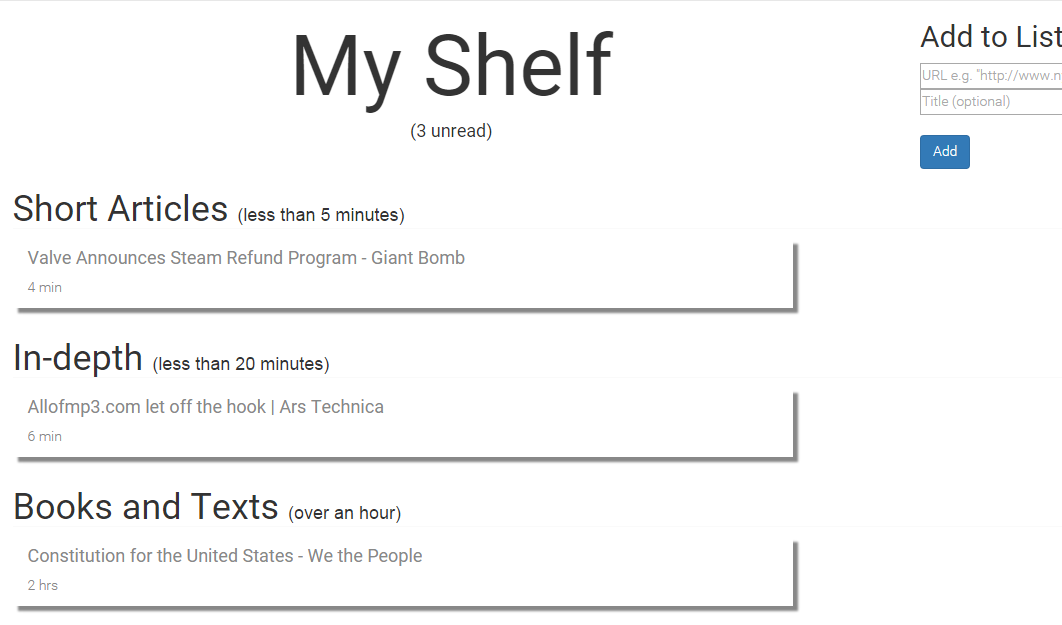 My Shelf
(3 unread)
Add to List
URL e.g. "http://www.n
Title (optional)
Add
Short Articles (less than 5 minutes)
Valve Announces Steam Refund Program - Giant Bomb
4 min
In-depth (less than 20 minutes)
Allofmp3.com let off the hook | Ars Technica
6 min
Books and Texts (over an hour)
Constitution for the United States - We the People
2 hrs